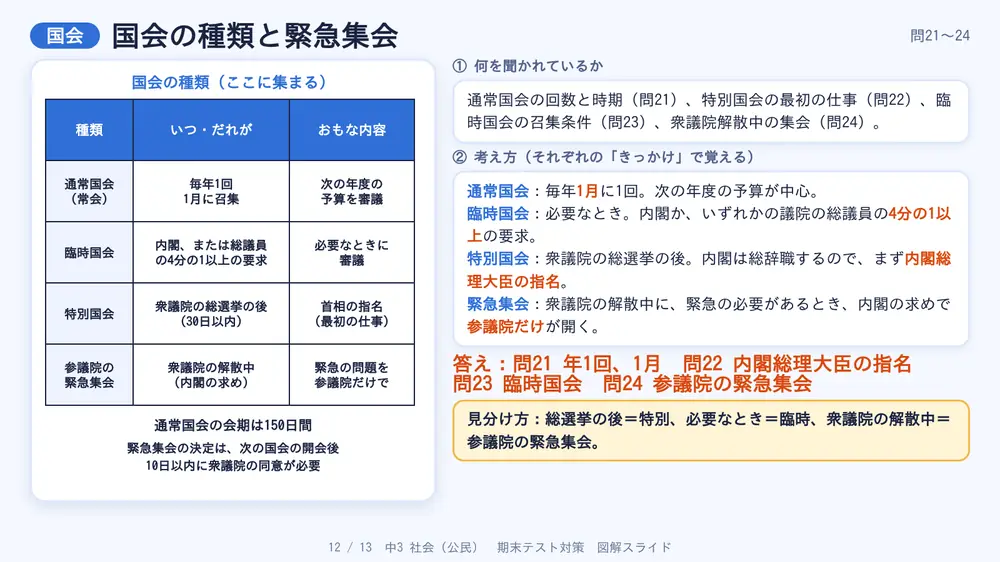 国会
国会の種類と緊急集会
問21〜24
国会の種類（ここに集まる）
種類
いつ・だれが
おもな内容
通常国会
（常会）
毎年1回
1月に召集
次の年度の
予算を審議
臨時国会
内閣、または総議員
の4分の1以上の要求
必要なときに
審議
特別国会
衆議院の総選挙の後
（30日以内）
首相の指名
（最初の仕事）
参議院の
緊急集会
衆議院の解散中
（内閣の求め）
緊急の問題を
参議院だけで
通常国会の会期は150日間
緊急集会の決定は、次の国会の開会後
10日以内に衆議院の同意が必要
① 何を聞かれているか
通常国会の回数と時期（問21）、特別国会の最初の仕事（問22）、臨
時国会の召集条件（問23）、衆議院解散中の集会（問24）。
② 考え方（それぞれの「きっかけ」で覚える）
通常国会：毎年1月に1回。次の年度の予算が中心。
臨時国会：必要なとき。内閣か、いずれかの議院の総議員の4分の1以
上の要求。
特別国会：衆議院の総選挙の後。内閣は総辞職するので、まず内閣総
理大臣の指名。
緊急集会：衆議院の解散中に、緊急の必要があるとき、内閣の求めで
参議院だけが開く。
答え：問21 年1回、1月　問22 内閣総理大臣の指名
問23 臨時国会　問24 参議院の緊急集会
見分け方：総選挙の後＝特別、必要なとき＝臨時、衆議院の解散中＝
参議院の緊急集会。
12 / 13　中3 社会（公民）　期末テスト対策　図解スライド